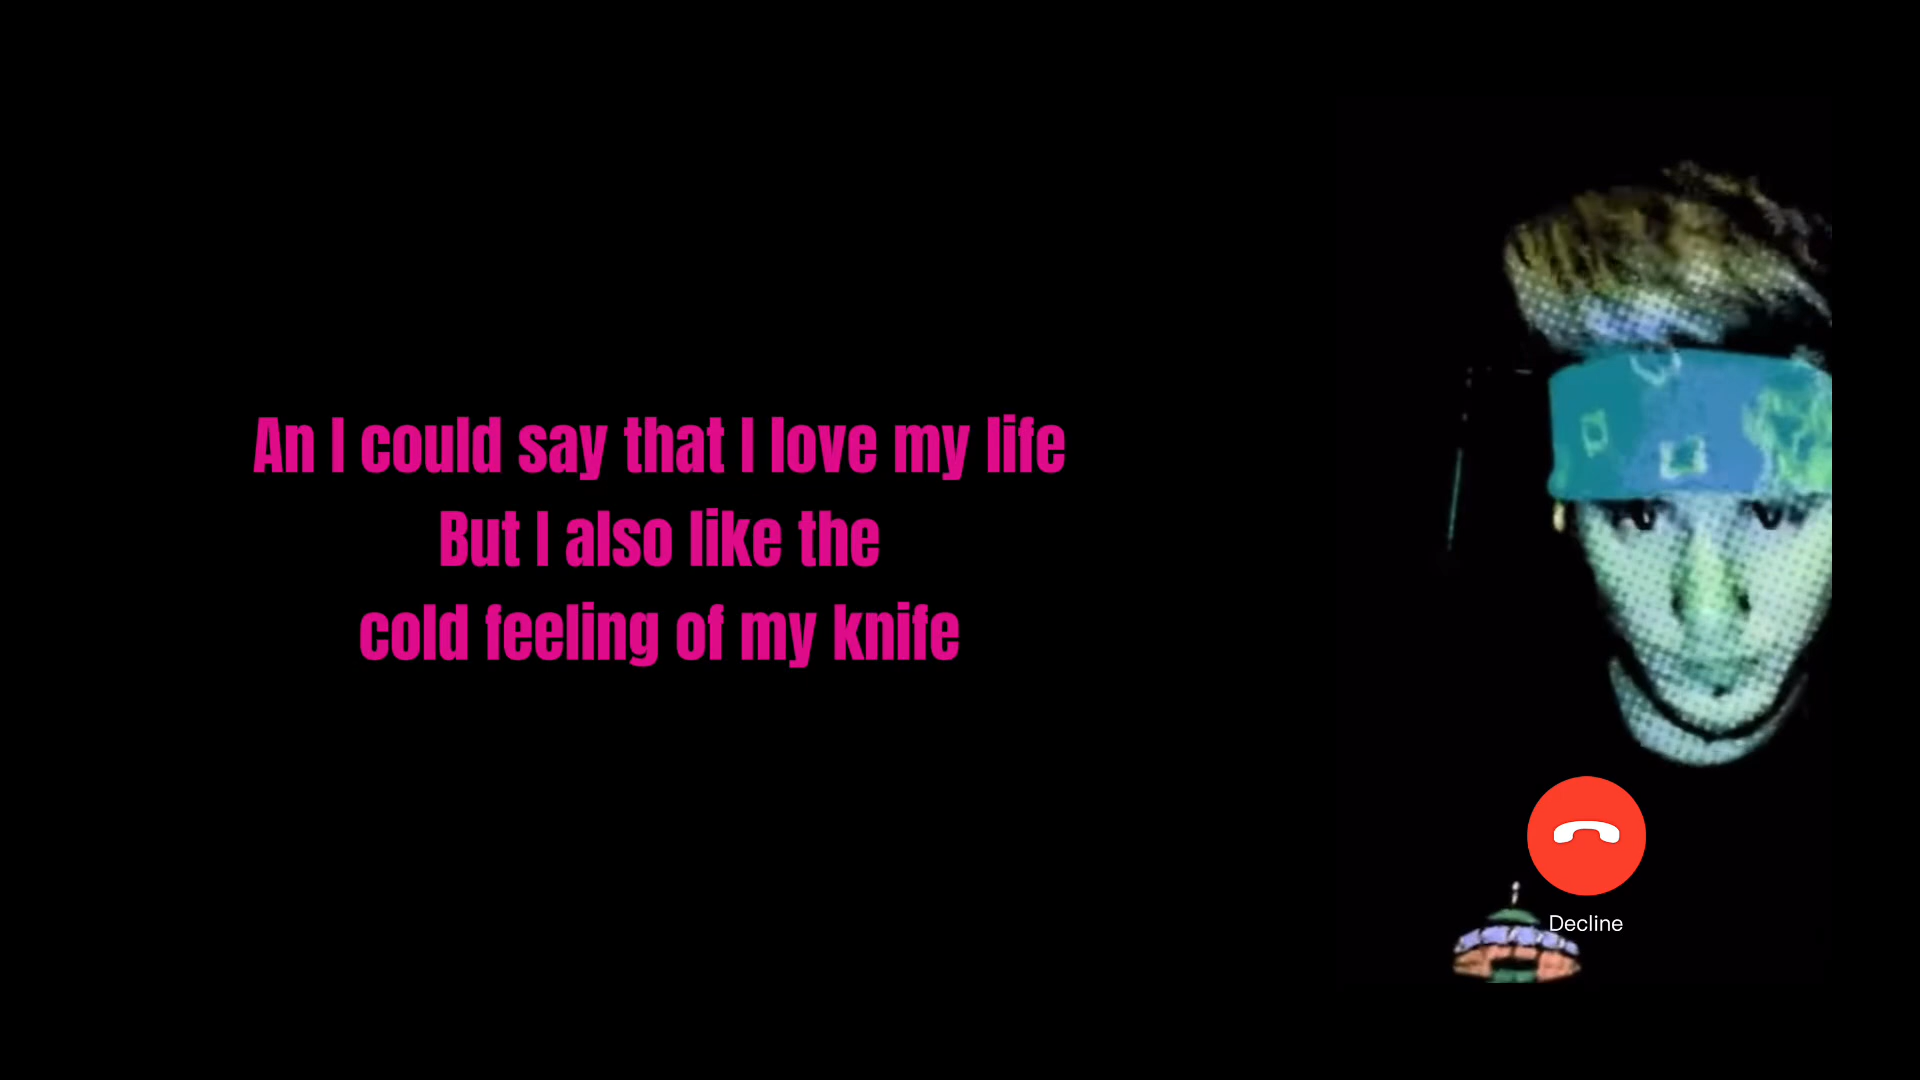 An I could say that I love my life
But I also like the
cold feeling of my knife
Decline